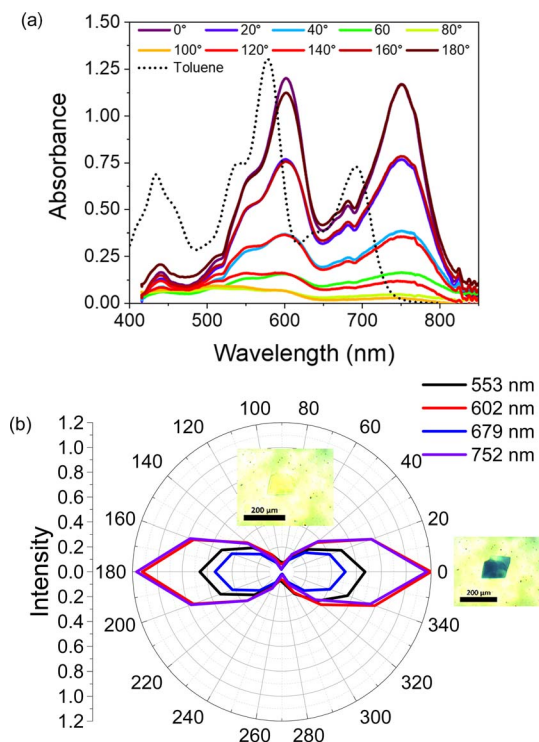 (a)
0° 20° 40° 60 80°
100° 120° 140° 160° 180°
Toluene
1.50
1.25
1.00
0.75
0.50
0.25
0.00
Absorbance
400 500 600 700 800
Wavelength (nm)
553 nm
602 nm
679 nm
752 nm
(b)
1.2
1.0
0.8
0.6
0.4
0.2
0.0
0.2
0.4
0.6
0.8
1.0
1.2
Intensity
100 80
120 60
140 40
160 20
180 0
200 340
220 320
240 300
260 280
200 µm
200 µm